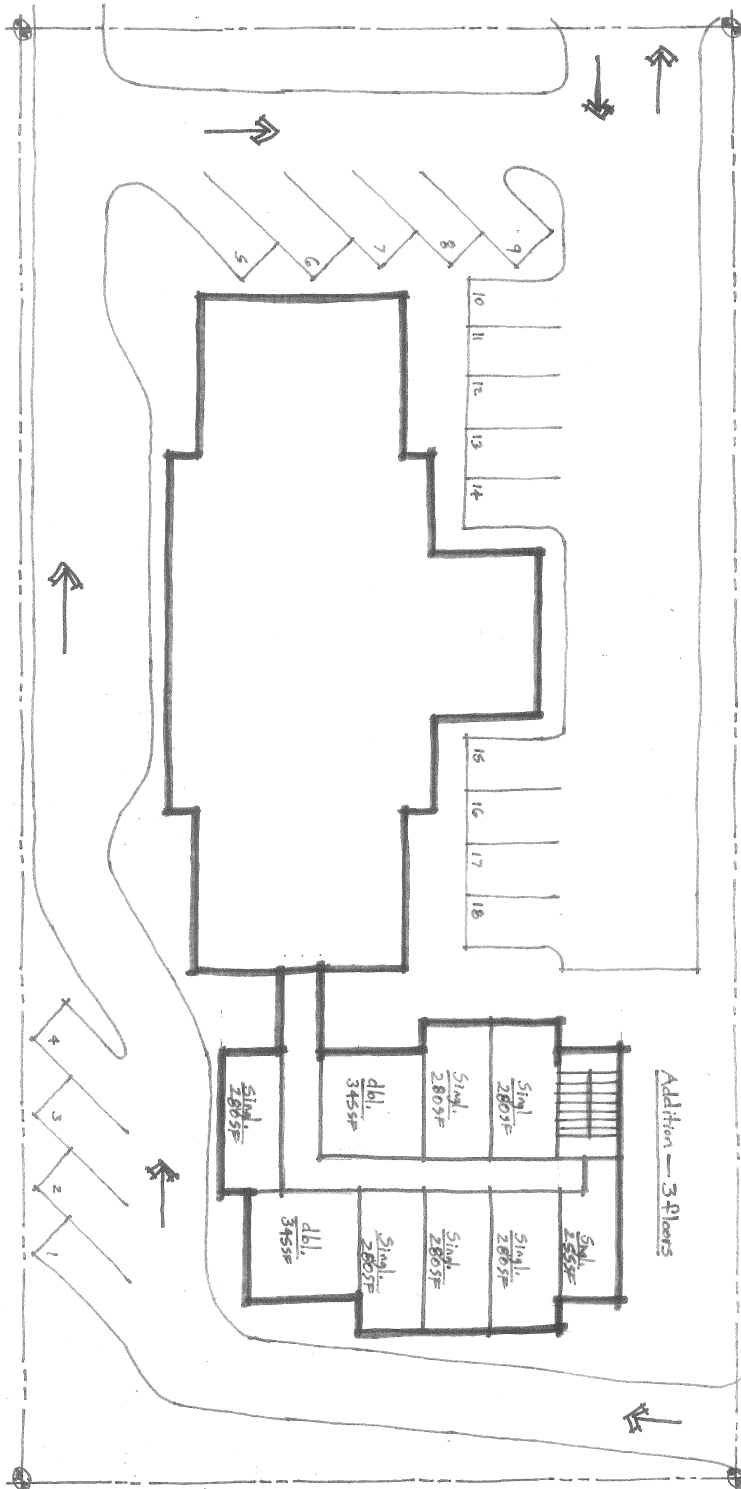 5
6
7
8
9
10
11
12
13
14
15
16
17
18
4
3
2
1
Addition — 3 floors
Singl.
280SF
dbl.
345SF
Singl.
280SF
Singl
280SF
dbl.
345SF
Singl.
280SF
Singl.
280SF
Singl.
280SF
Singl.
255SF